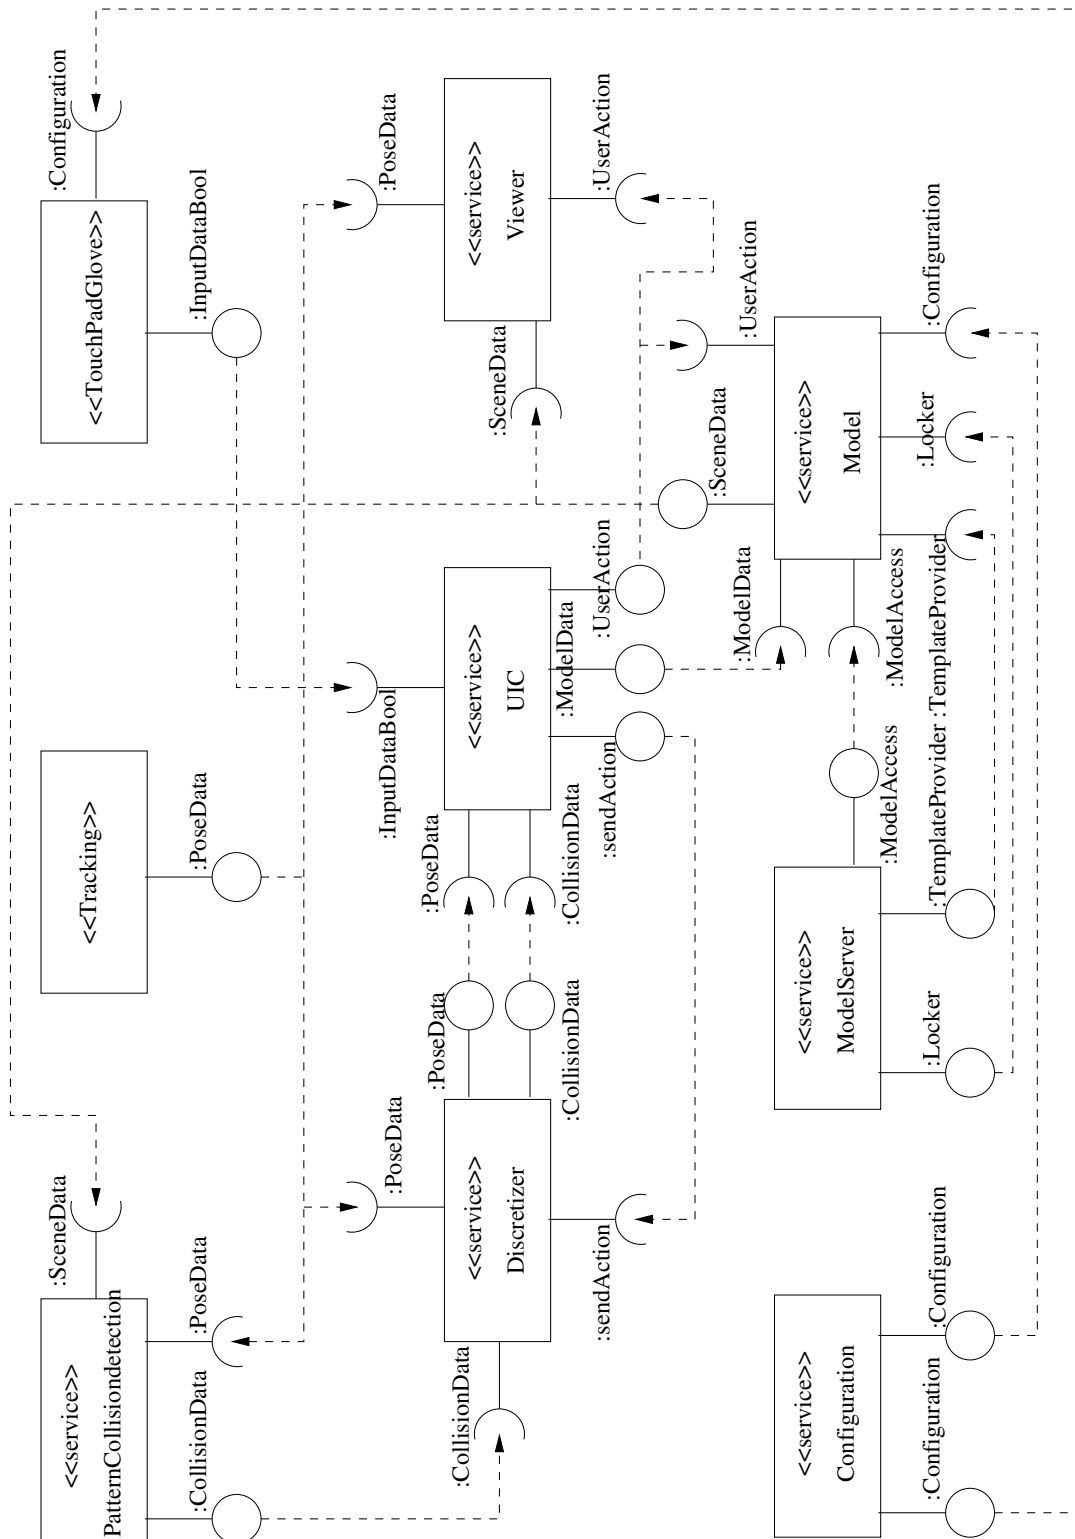 <<service>>
PatternCollisiondetection
:SceneData
:PoseData
:CollisionData
<<Tracking>>
:PoseData
<<TouchPadGlove>>
:Configuration
:InputDataBool
<<service>>
Discretizer
:PoseData
:CollisionData
:sendAction
:PoseData
:CollisionData
<<service>>
UIC
:PoseData
:CollisionData
:InputDataBool
:sendAction
:ModelData
:UserAction
<<service>>
Viewer
:PoseData
:SceneData
:UserAction
<<service>>
Configuration
:Configuration
:Configuration
<<service>>
ModelServer
:Locker
:TemplateProvider
:ModelAccess
<<service>>
Model
:ModelData
:ModelAccess
:SceneData
:UserAction
:TemplateProvider
:Locker
:Configuration